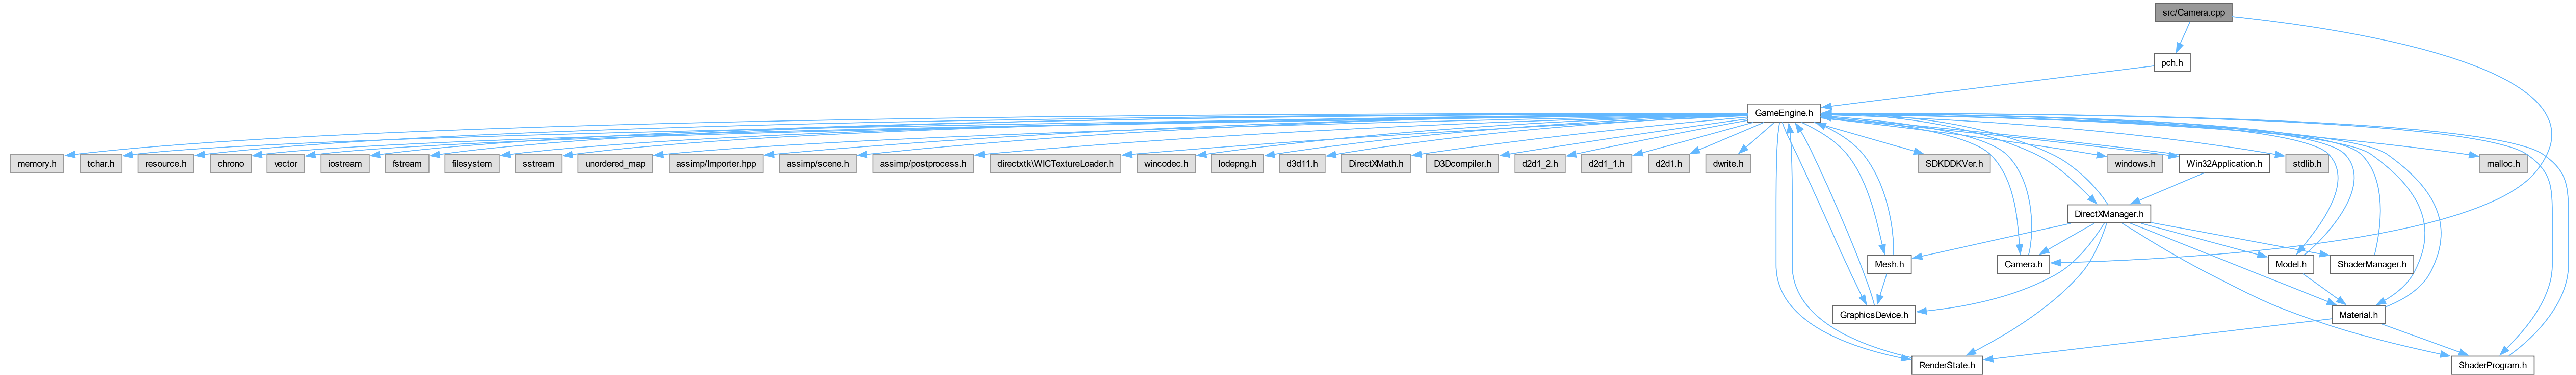 src/Camera.cpp
pch.h
GameEngine.h
memory.h
tchar.h
resource.h
chrono
vector
iostream
fstream
filesystem
sstream
unordered_map
assimp/Importer.hpp
assimp/scene.h
assimp/postprocess.h
directxtk\WICTextureLoader.h
wincodec.h
lodepng.h
d3d11.h
DirectXMath.h
D3Dcompiler.h
d2d1_2.h
d2d1_1.h
d2d1.h
dwrite.h
SDKDDKVer.h
windows.h
Win32Application.h
stdlib.h
malloc.h
DirectXManager.h
Mesh.h
Camera.h
Model.h
ShaderManager.h
GraphicsDevice.h
Material.h
RenderState.h
ShaderProgram.h